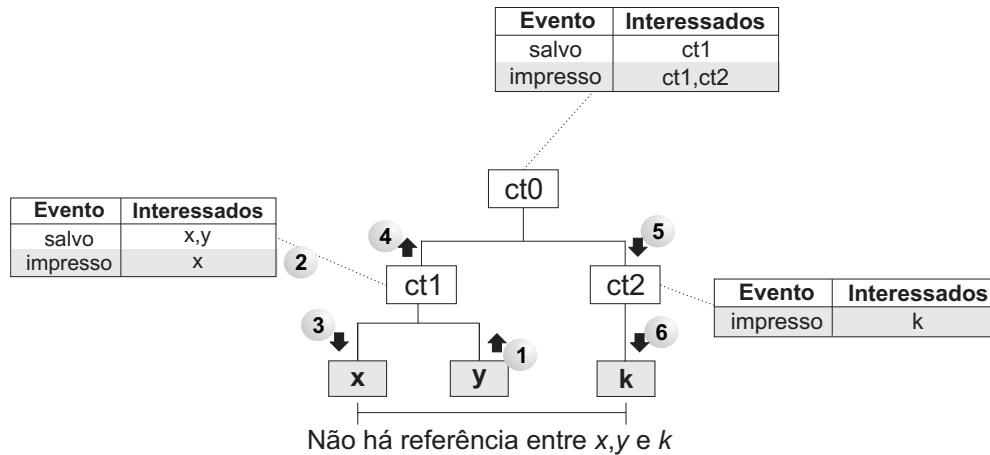 Evento Interessados
salvo ct1
impresso ct1,ct2
ct0
Evento Interessados
salvo x,y
impresso x
2
4
5
ct1
ct2
Evento Interessados
impresso k
3
1
6
x
y
k
Não há referência entre x,y e k